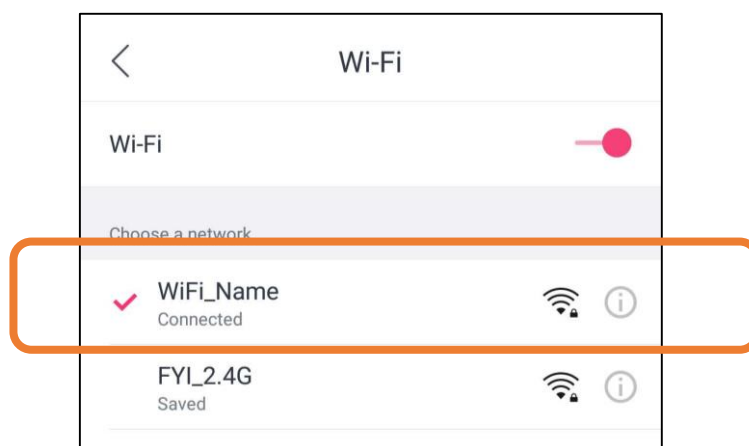 Wi-Fi
Wi-Fi
Choose a network
WiFi_Name
Connected
FYI_2.4G
Saved